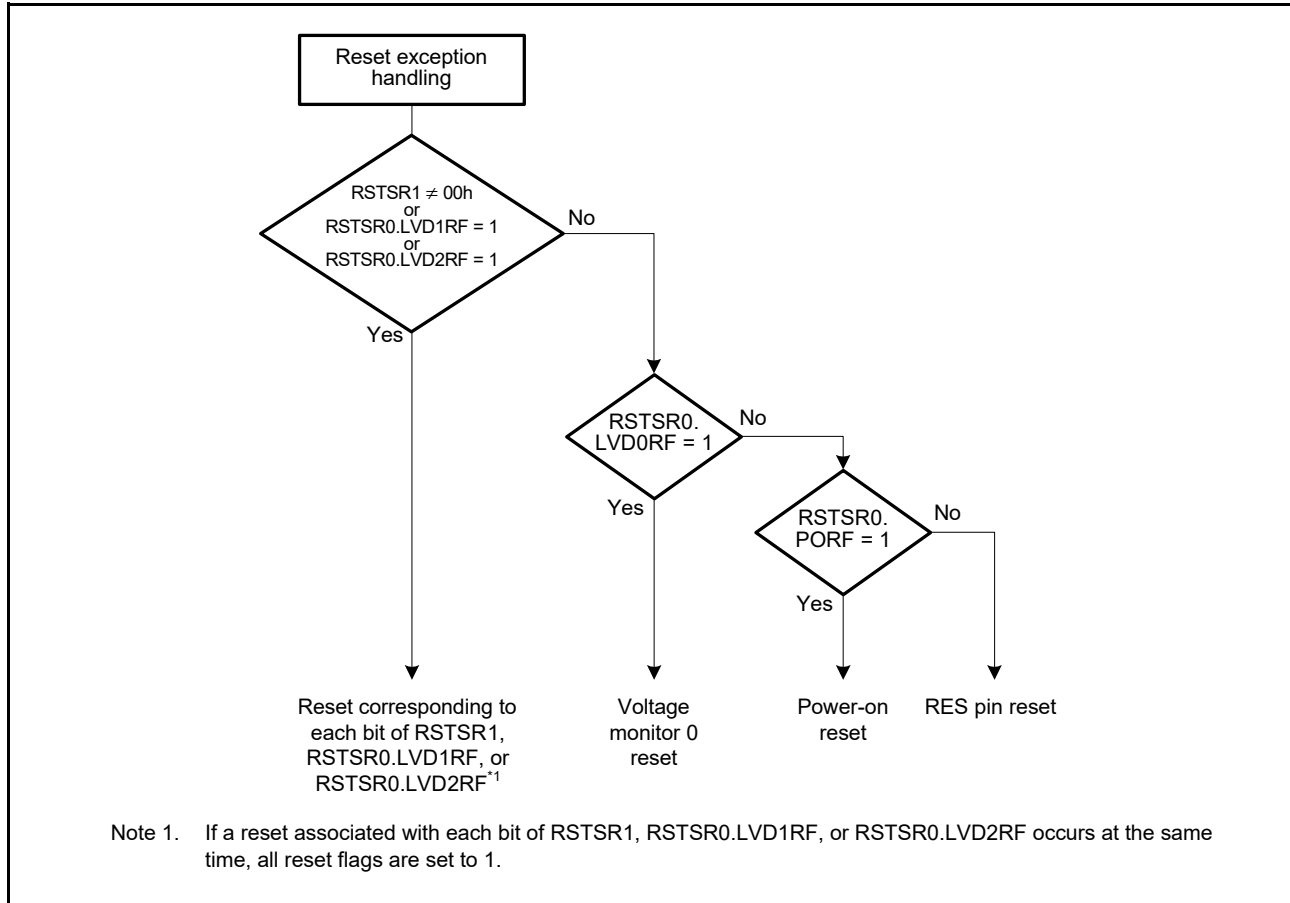 Reset exception
handling
RSTSR1 ≠ 00h
or
RSTSR0.LVD1RF = 1
or
RSTSR0.LVD2RF = 1
No
Yes
RSTSR0.
LVD0RF = 1
No
Yes
RSTSR0.
PORF = 1
No
Yes
Reset corresponding to
each bit of RSTSR1,
RSTSR0.LVD1RF, or
RSTSR0.LVD2RF*1
Voltage
monitor 0
reset
Power-on
reset
RES pin reset
Note 1. If a reset associated with each bit of RSTSR1, RSTSR0.LVD1RF, or RSTSR0.LVD2RF occurs at the same
time, all reset flags are set to 1.